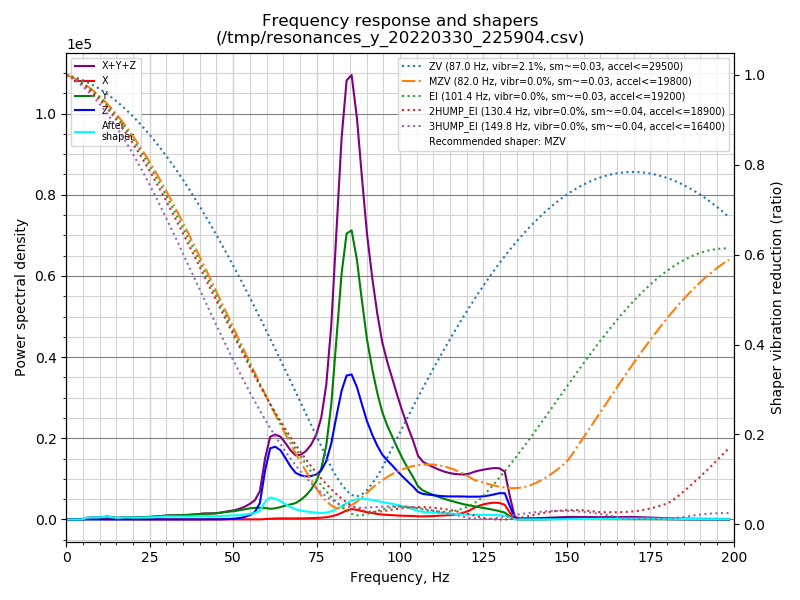 Frequency response and shapers
(/tmp/resonances_y_20220330_225904.csv)
1e5
X+Y+Z
X
Y
Z
After
shaper
ZV (87.0 Hz, vibr=2.1%, sm~=0.03, accel<=29500)
MZV (82.0 Hz, vibr=0.0%, sm~=0.03, accel<=19800)
EI (101.4 Hz, vibr=0.0%, sm~=0.03, accel<=19200)
2HUMP_EI (130.4 Hz, vibr=0.0%, sm~=0.04, accel<=18900)
3HUMP_EI (149.8 Hz, vibr=0.0%, sm~=0.04, accel<=16400)
Recommended shaper: MZV
Power spectral density
1.0
0.8
0.6
0.4
0.2
0.0
1.0
0.8
0.6
0.4
0.2
0.0
Shaper vibration reduction (ratio)
0 25 50 75 100 125 150 175 200
Frequency, Hz